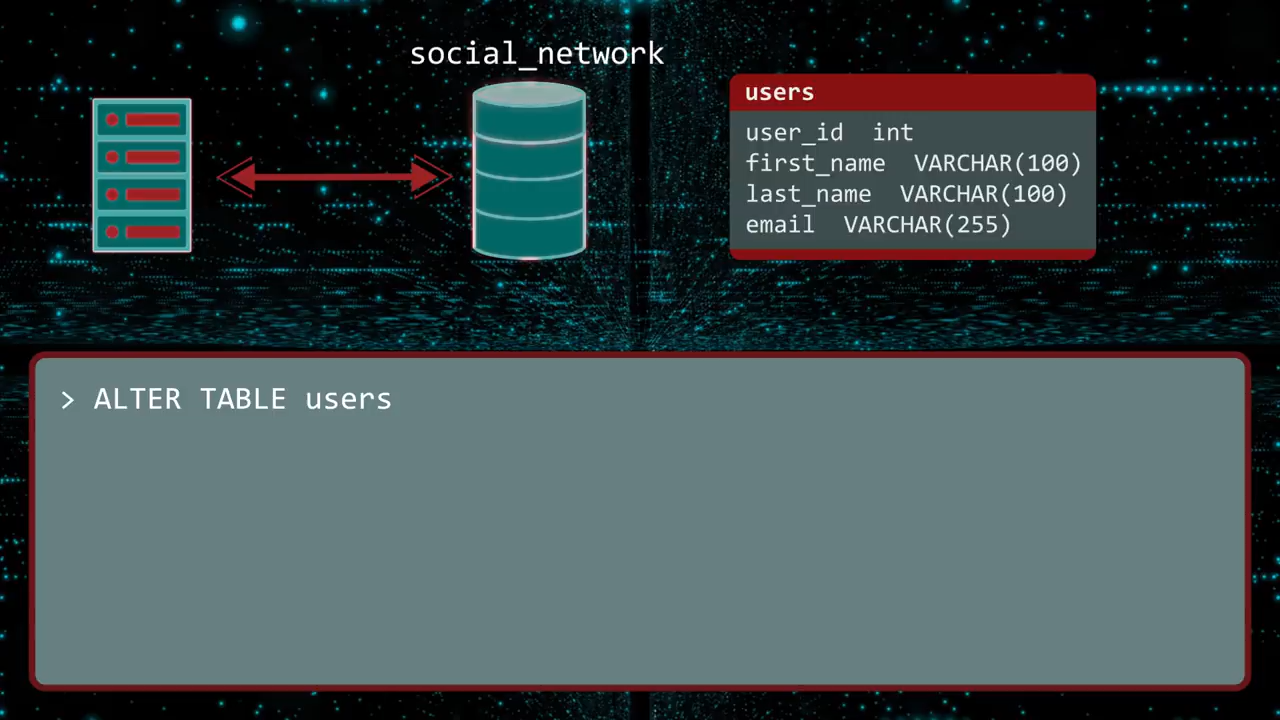 social_network
users
user_id  int
first_name  VARCHAR(100)
last_name  VARCHAR(100)
email  VARCHAR(255)
> ALTER TABLE users